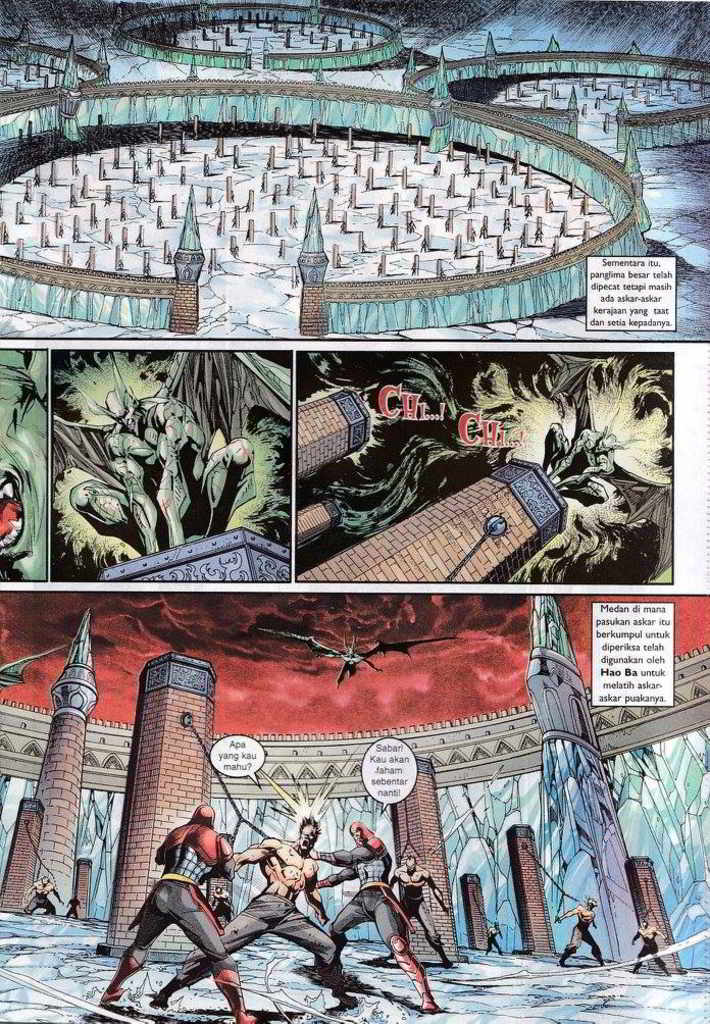 Sementara itu,
panglima besar telah
dipecat tetapi masih
ada askar-askar
kerajaan yang taat
dan setia kepadanya.
CHI...!
CHI...!
Medan di mana
pasukan askar itu
berkumpul untuk
diperiksa telah
digunakan oleh
Hao Ba untuk
melatih askar-
askar puakanya.
Apa
yang kau
mahu?
Sabar!
Kau akan
faham
sebentar
nanti!